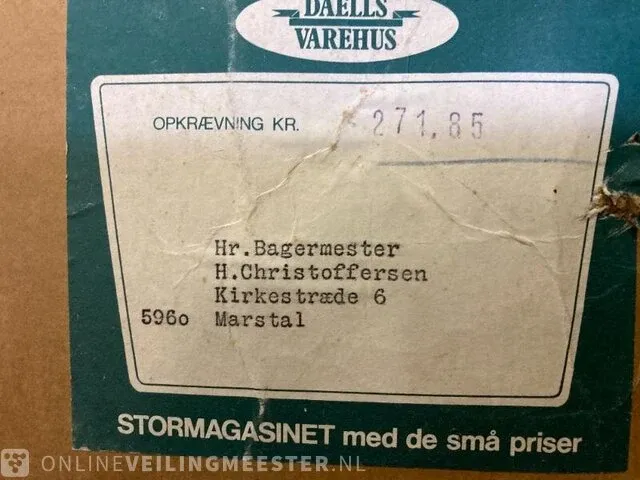 DAELLS
VAREHUS
OPKRÆVNING KR. 271,85
Hr.Bagermester
H.Christoffersen
Kirkestræde 6
596o Marstal
STORMAGASINET med de små priser
ONLINEVEILINGMEESTER.NL